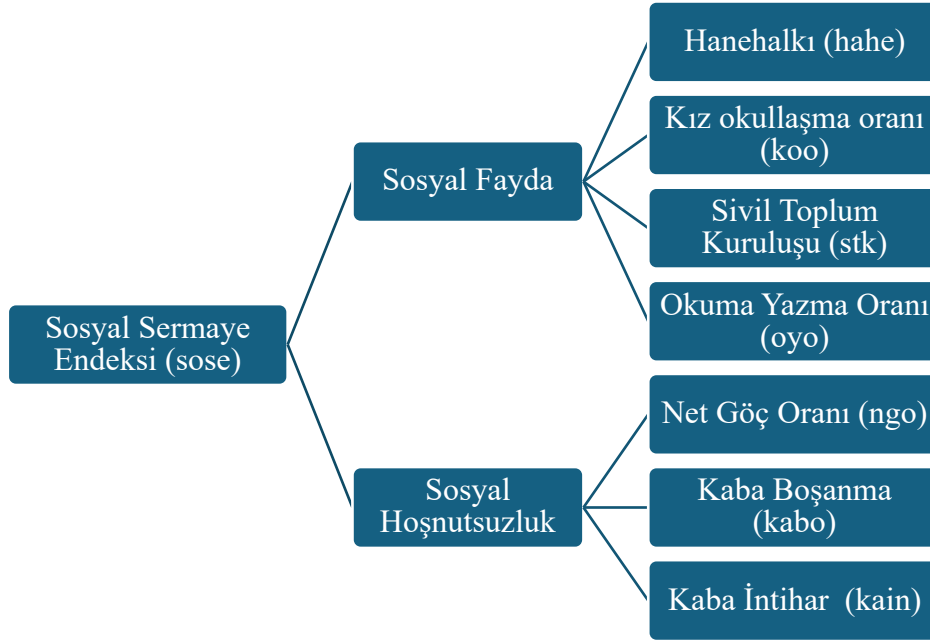 Hanehalkı (hahe)
Kız okullaşma oranı
(koo)
Sosyal Fayda
Sivil Toplum
Kuruluşu (stk)
Okuma Yazma Oranı
(oyo)
Sosyal Sermaye
Endeksi (sose)
Net Göç Oranı (ngo)
Sosyal
Hoşnutsuzluk
Kaba Boşanma
(kabo)
Kaba İntihar (kain)